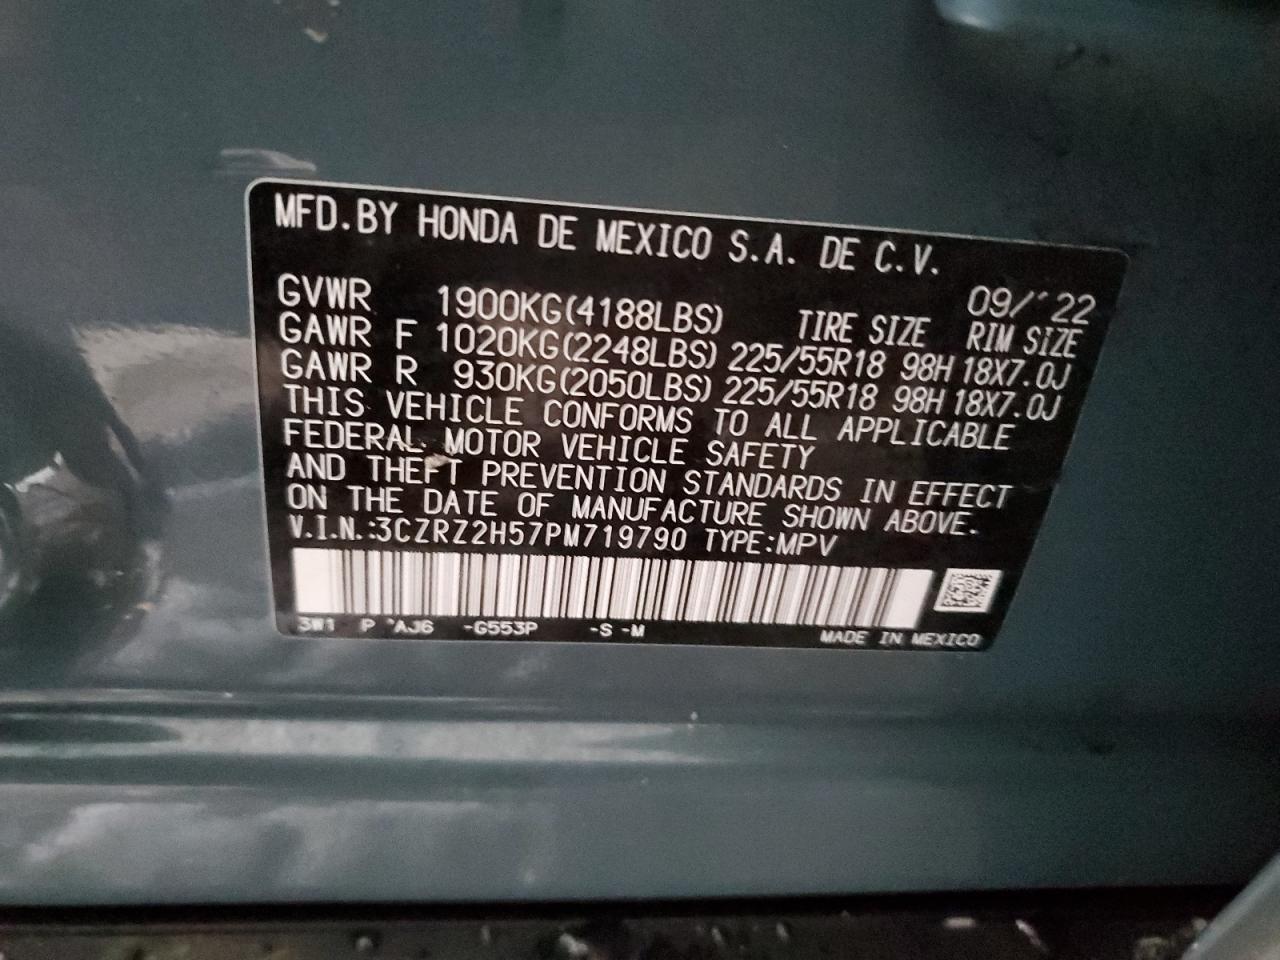 MFD.BY HONDA DE MEXICO S.A. DE C.V.
09/'22
GVWR 1900KG(4188LBS) TIRE SIZE RIM SIZE
GAWR F 1020KG(2248LBS) 225/55R18 98H 18X7.0J
GAWR R 930KG(2050LBS) 225/55R18 98H 18X7.0J
THIS VEHICLE CONFORMS TO ALL APPLICABLE
FEDERAL MOTOR VEHICLE SAFETY
AND THEFT PREVENTION STANDARDS IN EFFECT
ON THE DATE OF MANUFACTURE SHOWN ABOVE.
V.I.N.:3CZRZ2H57PM719790 TYPE:MPV
3W1 P 'AJ6 -G553P -S -M MADE IN MEXICO